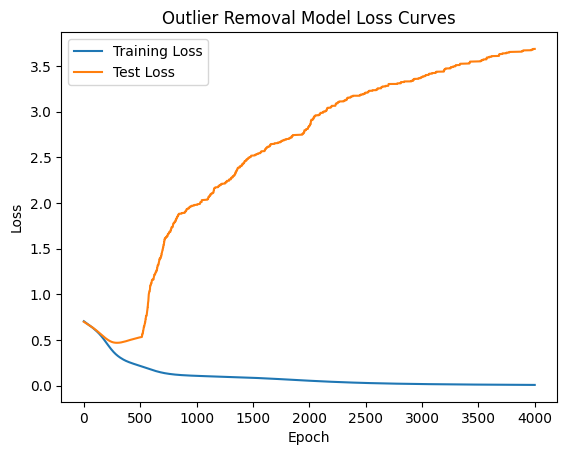 Outlier Removal Model Loss Curves
Training Loss
Test Loss
3.5
3.0
2.5
2.0
1.5
1.0
0.5
0.0
Loss
0 500 1000 1500 2000 2500 3000 3500 4000
Epoch